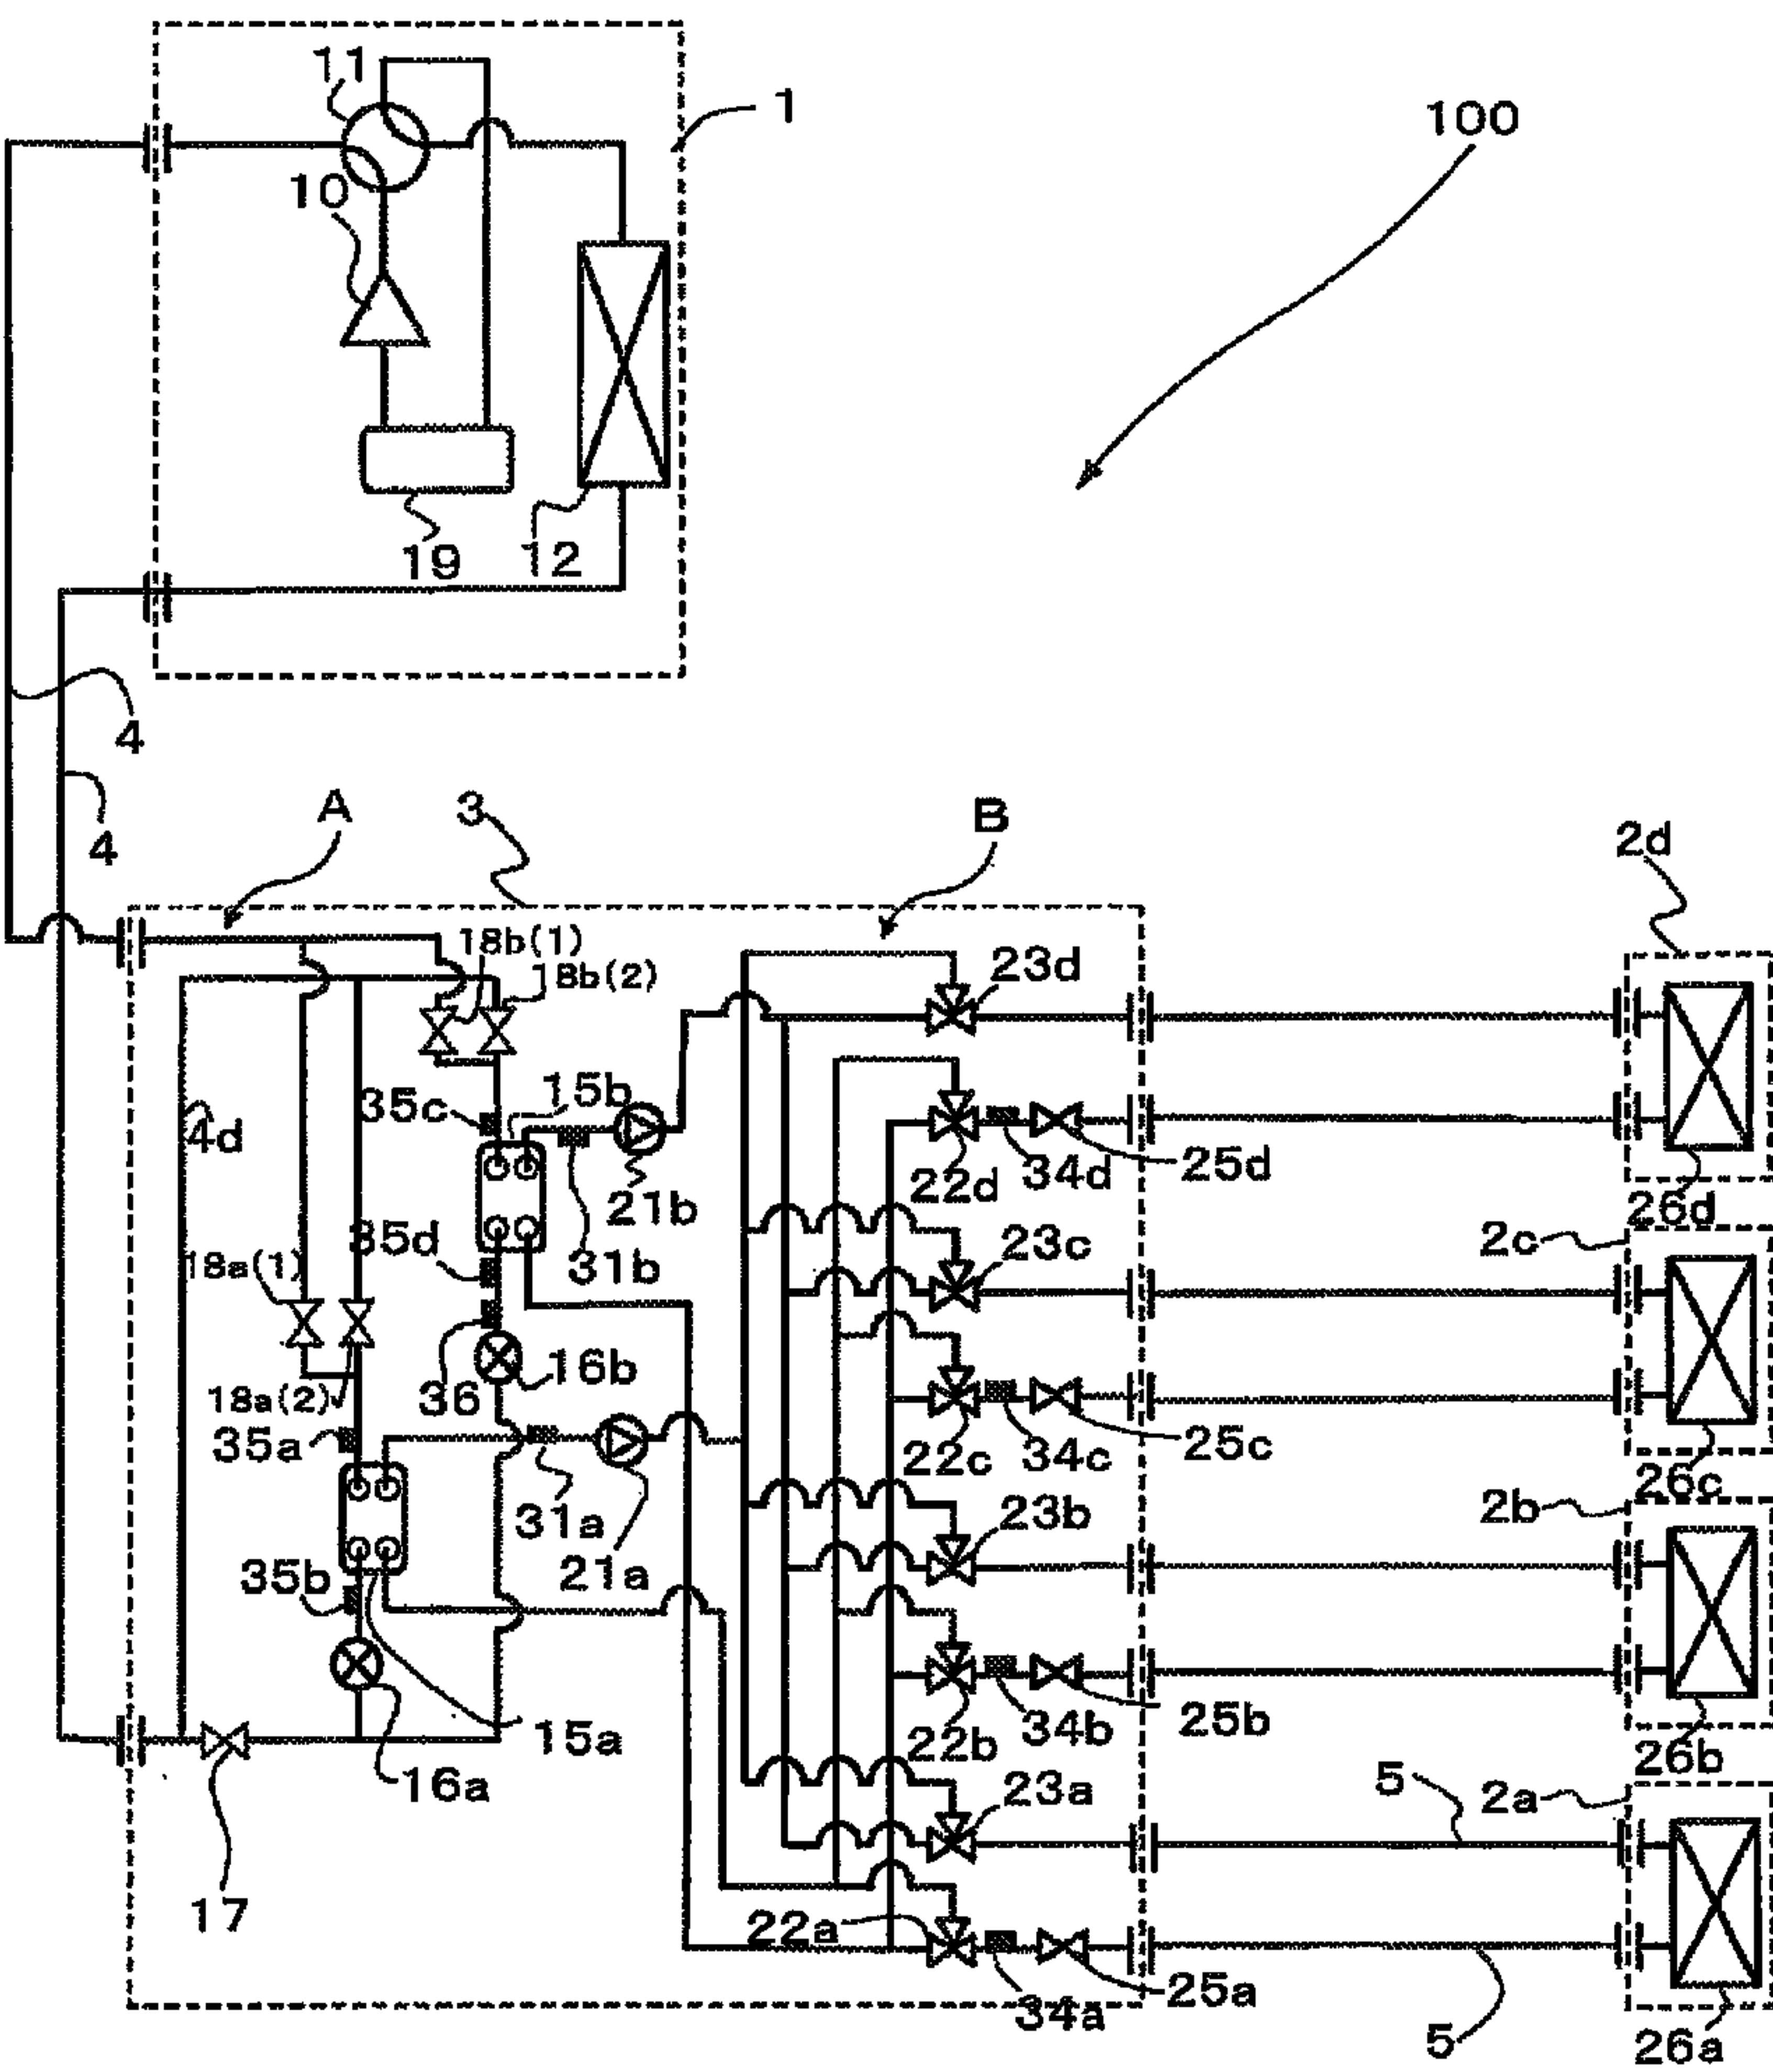 11
1
100
10
19
12
4
4
A
3
B
2d
18b(1)
18b(2)
23d
35c
15b
4d
21b
22d
34d
25d
26d
35d
31b
23c
2c
18a(1)
36
16b
18a(2)
35a
22c
34c
25c
26c
31a
23b
2b
35b
21a
15a
22b
34b
25b
26b
16a
23a
5
2a
17
22a
25a
34a
5
26a